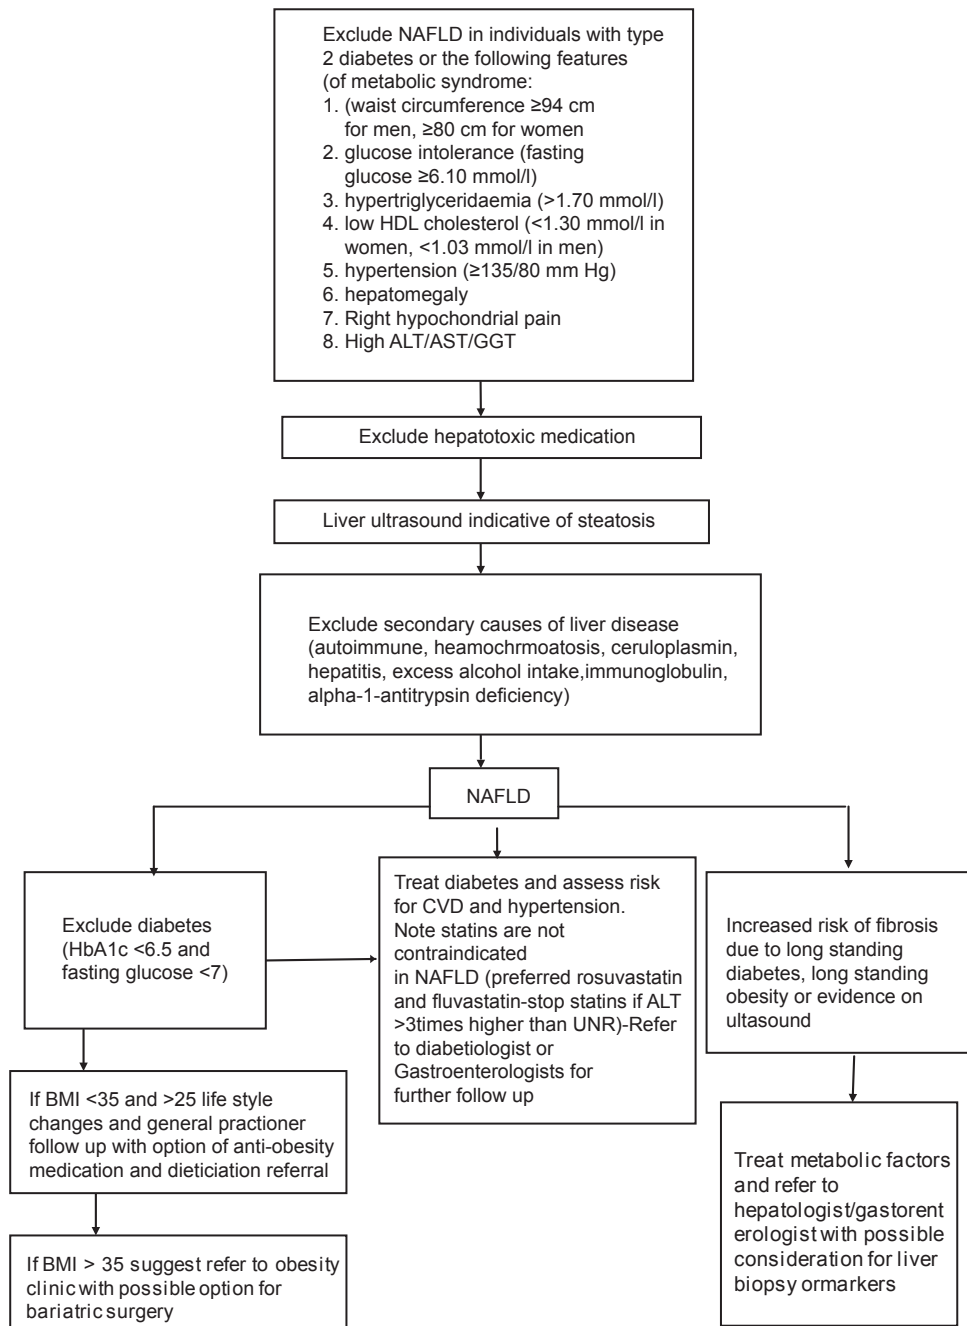 Exclude NAFLD in individuals with type
2 diabetes or the following features
(of metabolic syndrome:
1. (waist circumference ≥94 cm
for men, ≥80 cm for women
2. glucose intolerance (fasting
glucose ≥6.10 mmol/l)
3. hypertriglyceridaemia (>1.70 mmol/l)
4. low HDL cholesterol (<1.30 mmol/l in
women, <1.03 mmol/l in men)
5. hypertension (≥135/80 mm Hg)
6. hepatomegaly
7. Right hypochondrial pain
8. High ALT/AST/GGT
Exclude hepatotoxic medication
Liver ultrasound indicative of steatosis
Exclude secondary causes of liver disease
(autoimmune, heamochrmoatosis, ceruloplasmin,
hepatitis, excess alcohol intake,immunoglobulin,
alpha-1-antitrypsin deficiency)
NAFLD
Exclude diabetes
(HbA1c <6.5 and
fasting glucose <7)
If BMI <35 and >25 life style
changes and general practioner
follow up with option of anti-obesity
medication and dieticiation referral
If BMI > 35 suggest refer to obesity
clinic with possible option for
bariatric surgery
Treat diabetes and assess risk
for CVD and hypertension.
Note statins are not
contraindicated
in NAFLD (preferred rosuvastatin
and fluvastatin-stop statins if ALT
>3times higher than UNR)-Refer
to diabetiologist or
Gastroenterologists for
further follow up
Increased risk of fibrosis
due to long standing
diabetes, long standing
obesity or evidence on
ultasound
Treat metabolic factors
and refer to
hepatologist/gastorent
erologist with possible
consideration for liver
biopsy ormarkers